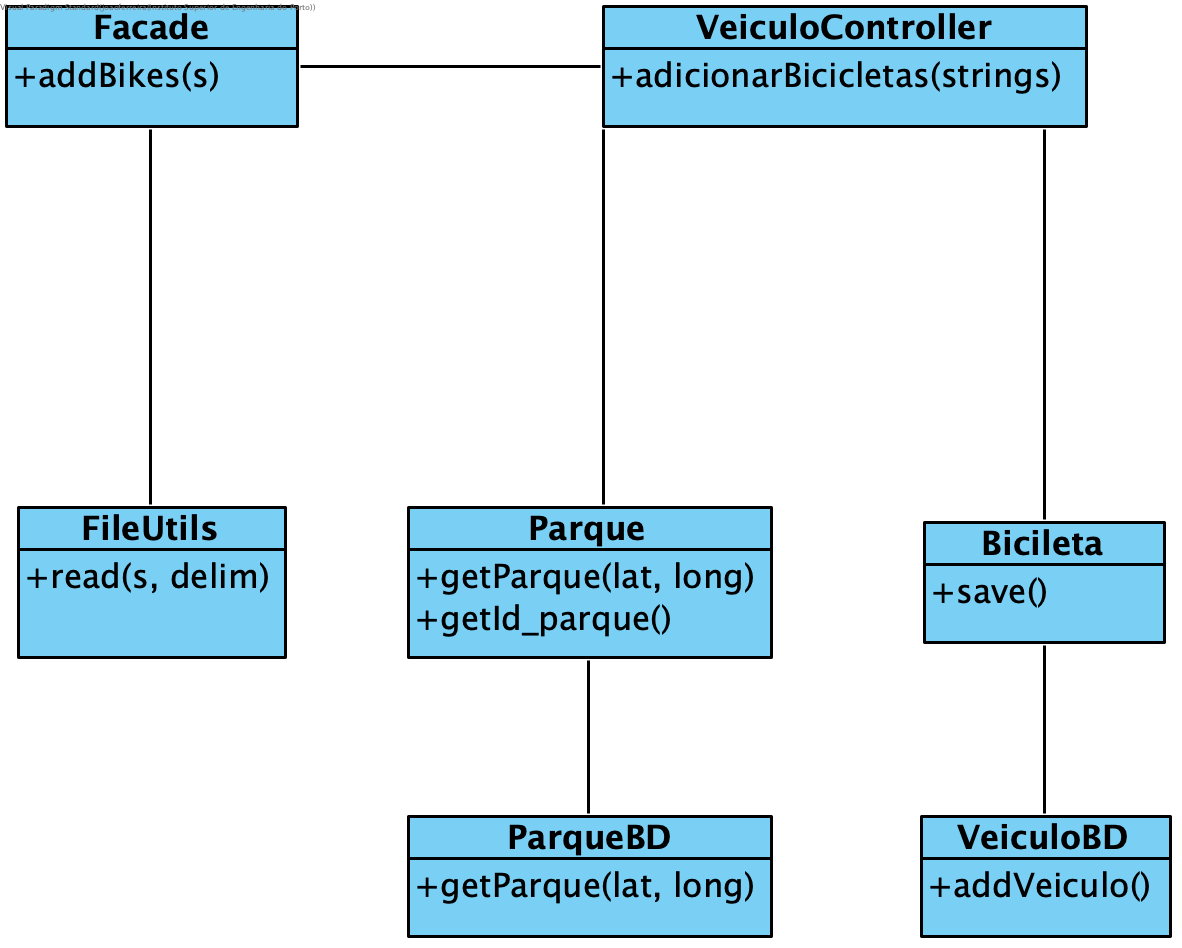 Facade
+addBikes(s)
VeiculoController
+adicionarBicicletas(strings)
FileUtils
+read(s, delim)
Parque
+getParque(lat, long)
+getId_parque()
Bicileta
+save()
ParqueBD
+getParque(lat, long)
VeiculoBD
+addVeiculo()